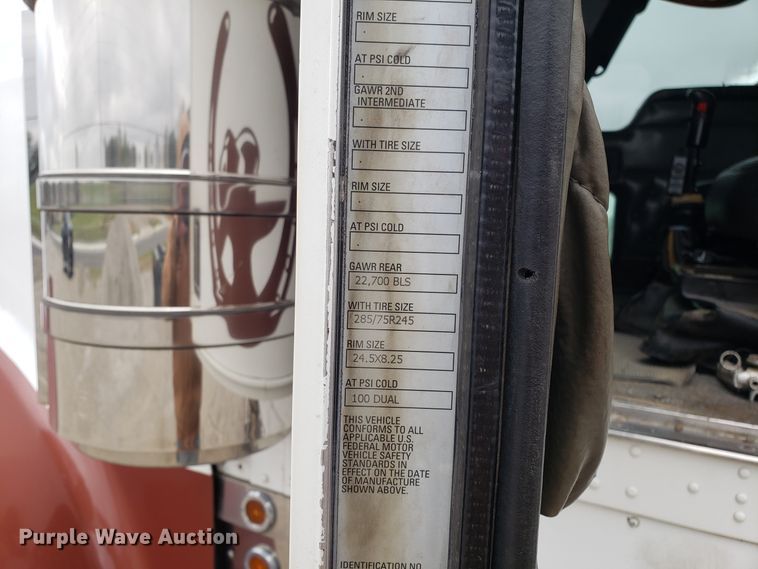 RIM SIZE
.
AT PSI COLD
.
GAWR 2ND
INTERMEDIATE
.
WITH TIRE SIZE
.
RIM SIZE
.
AT PSI COLD
.
GAWR REAR
22,700 BLS
WITH TIRE SIZE
285/75R245
RIM SIZE
24.5X8.25
AT PSI COLD
100 DUAL
THIS VEHICLE
CONFORMS TO ALL
APPLICABLE U.S.
FEDERAL MOTOR
VEHICLE SAFETY
STANDARDS IN
EFFECT ON THE DATE
OF MANUFACTURE
SHOWN ABOVE.
IDENTIFICATION NO.
Purple Wave Auction